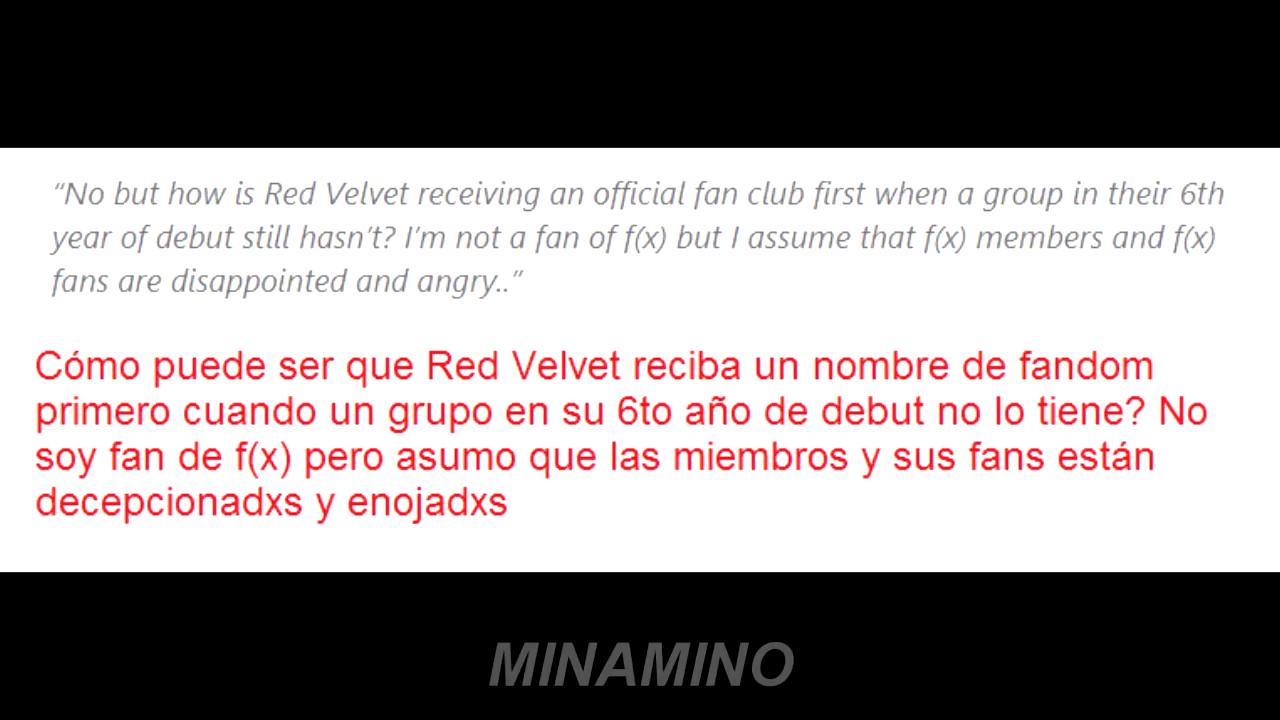 “No but how is Red Velvet receiving an official fan club first when a group in their 6th
year of debut still hasn’t? I’m not a fan of f(x) but I assume that f(x) members and f(x)
fans are disappointed and angry..”
Cómo puede ser que Red Velvet reciba un nombre de fandom
primero cuando un grupo en su 6to año de debut no lo tiene? No
soy fan de f(x) pero asumo que las miembros y sus fans están
decepcionadxs y enojadxs
MINAMINO